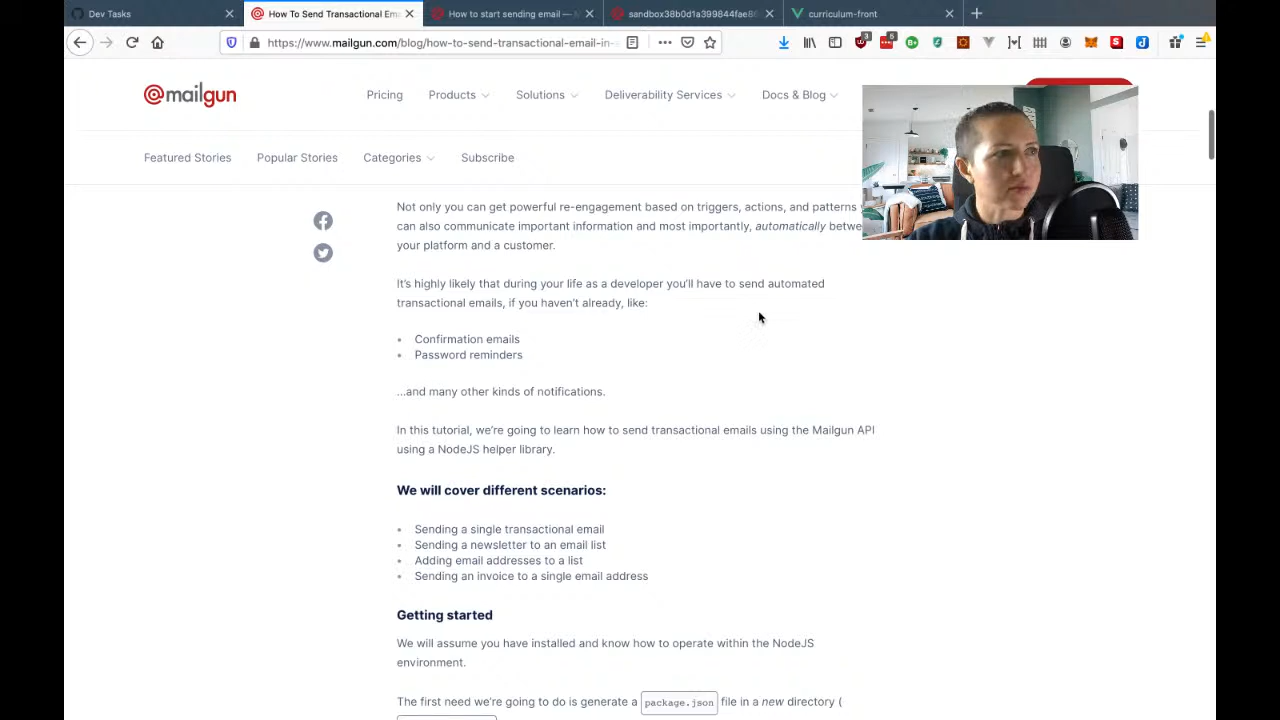 Dev Tasks
How To Send Transactional Ema
How to start sending email — M
sandbox38b0d1a399844fae86
curriculum-front
https://www.mailgun.com/blog/how-to-send-transactional-email-in-
3
5
mailgun
Pricing
Products
Solutions
Deliverability Services
Docs & Blog
Featured Stories
Popular Stories
Categories
Subscribe
Not only you can get powerful re-engagement based on triggers, actions, and patterns
can also communicate important information and most importantly, automatically betwe
your platform and a customer.
It's highly likely that during your life as a developer you'll have to send automated
transactional emails, if you haven't already, like:
• Confirmation emails
• Password reminders
...and many other kinds of notifications.
In this tutorial, we're going to learn how to send transactional emails using the Mailgun API
using a NodeJS helper library.
We will cover different scenarios:
• Sending a single transactional email
• Sending a newsletter to an email list
• Adding email addresses to a list
• Sending an invoice to a single email address
Getting started
We will assume you have installed and know how to operate within the NodeJS
environment.
The first need we're going to do is generate a package.json file in a new directory (